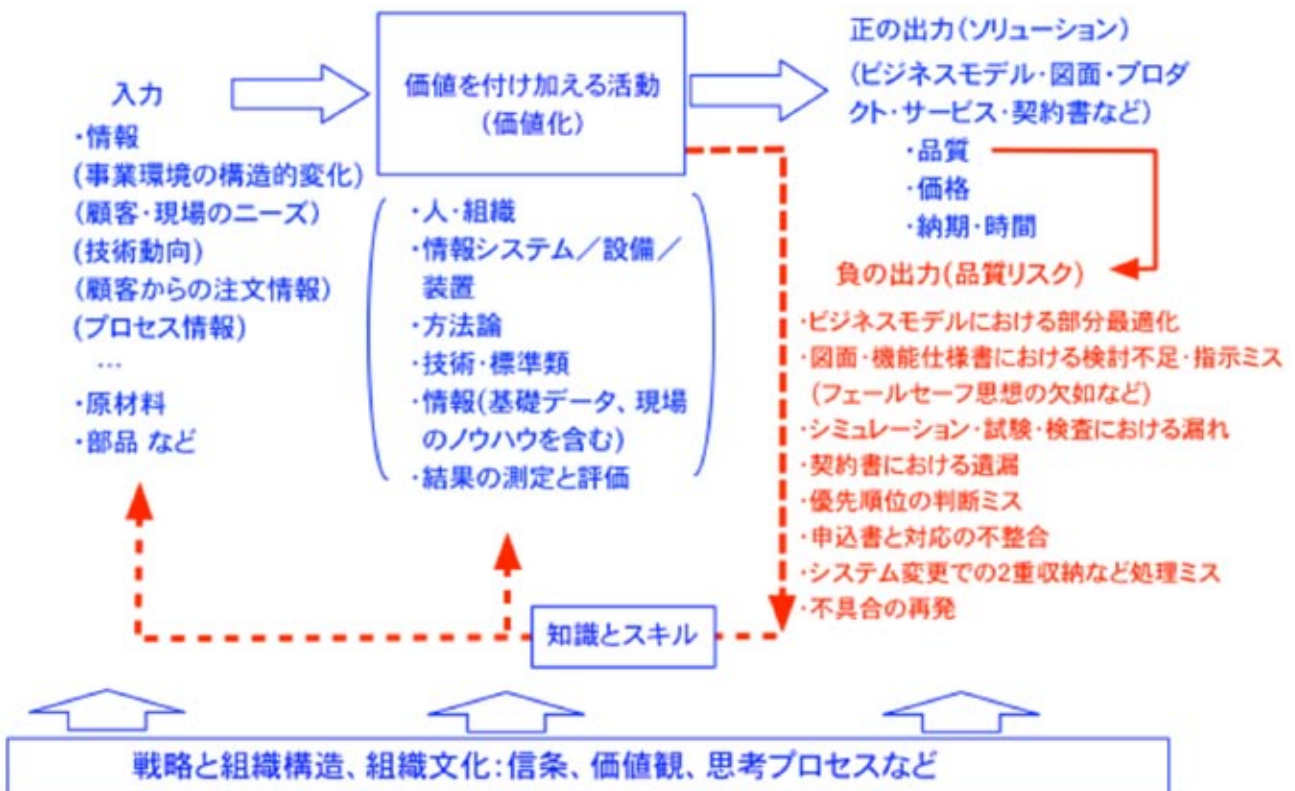 入力
・情報
(事業環境の構造的変化)
(顧客・現場のニーズ)
(技術動向)
(顧客からの注文情報)
(プロセス情報)
…
・原材料
・部品 など
価値を付け加える活動
(価値化)
・人・組織
・情報システム／設備／
装置
・方法論
・技術・標準類
・情報(基礎データ、現場
のノウハウを含む)
・結果の測定と評価
正の出力(ソリューション)
(ビジネスモデル・図面・プロダ
クト・サービス・契約書など)
・品質
・価格
・納期・時間
負の出力(品質リスク)
・ビジネスモデルにおける部分最適化
・図面・機能仕様書における検討不足・指示ミス
(フェールセーフ思想の欠如など)
・シミュレーション・試験・検査における漏れ
・契約書における遺漏
・優先順位の判断ミス
・申込書と対応の不整合
・システム変更での2重収納など処理ミス
・不具合の再発
知識とスキル
戦略と組織構造、組織文化：信条、価値観、思考プロセスなど